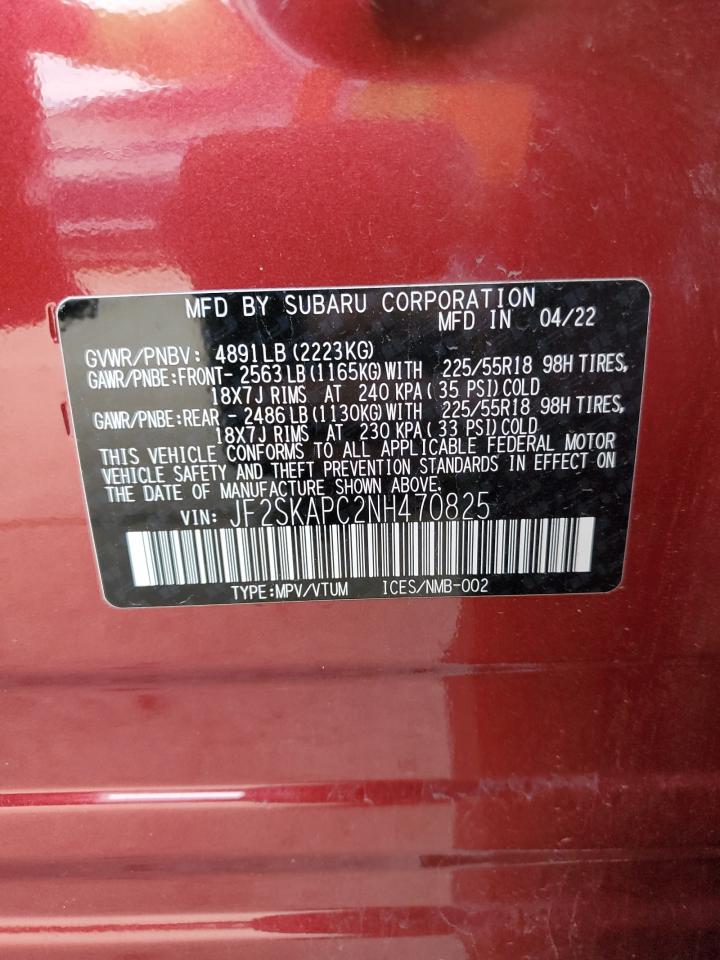 MFD BY SUBARU CORPORATION
MFD IN 04/22
GVWR/PNBV: 4891LB(2223KG)
GAWR/PNBE:FRONT- 2563LB(1165KG)WITH 225/55R18 98H TIRES,
18X7J RIMS AT 240 KPA( 35 PSI)COLD
GAWR/PNBE:REAR - 2486LB(1130KG)WITH 225/55R18 98H TIRES,
18X7J RIMS AT 230 KPA( 33 PSI)COLD
THIS VEHICLE CONFORMS TO ALL APPLICABLE FEDERAL MOTOR
VEHICLE SAFETY AND THEFT PREVENTION STANDARDS IN EFFECT ON
THE DATE OF MANUFACTURE SHOWN ABOVE.
VIN: JF2SKAPC2NH470825
TYPE:MPV/VTUM ICES/NMB-002